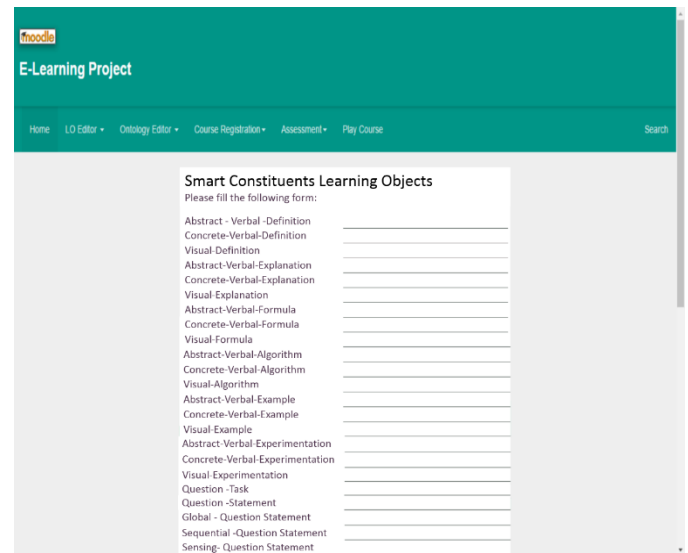 moodle
E-Learning Project
Home LO Editor Ontology Editor Course Registration Assessment Play Course Search
Smart Constituents Learning Objects
Please fill the following form:
Abstract - Verbal -Definition
Concrete-Verbal-Definition
Visual-Definition
Abstract-Verbal-Explanation
Concrete-Verbal-Explanation
Visual-Explanation
Abstract-Verbal-Formula
Concrete-Verbal-Formula
Visual-Formula
Abstract-Verbal-Algorithm
Concrete-Verbal-Algorithm
Visual-Algorithm
Abstract-Verbal-Example
Concrete-Verbal-Example
Visual-Example
Abstract-Verbal-Experimentation
Concrete-Verbal-Experimentation
Visual-Experimentation
Question -Task
Question -Statement
Global - Question Statement
Sequential -Question Statement
Sensing- Question Statement